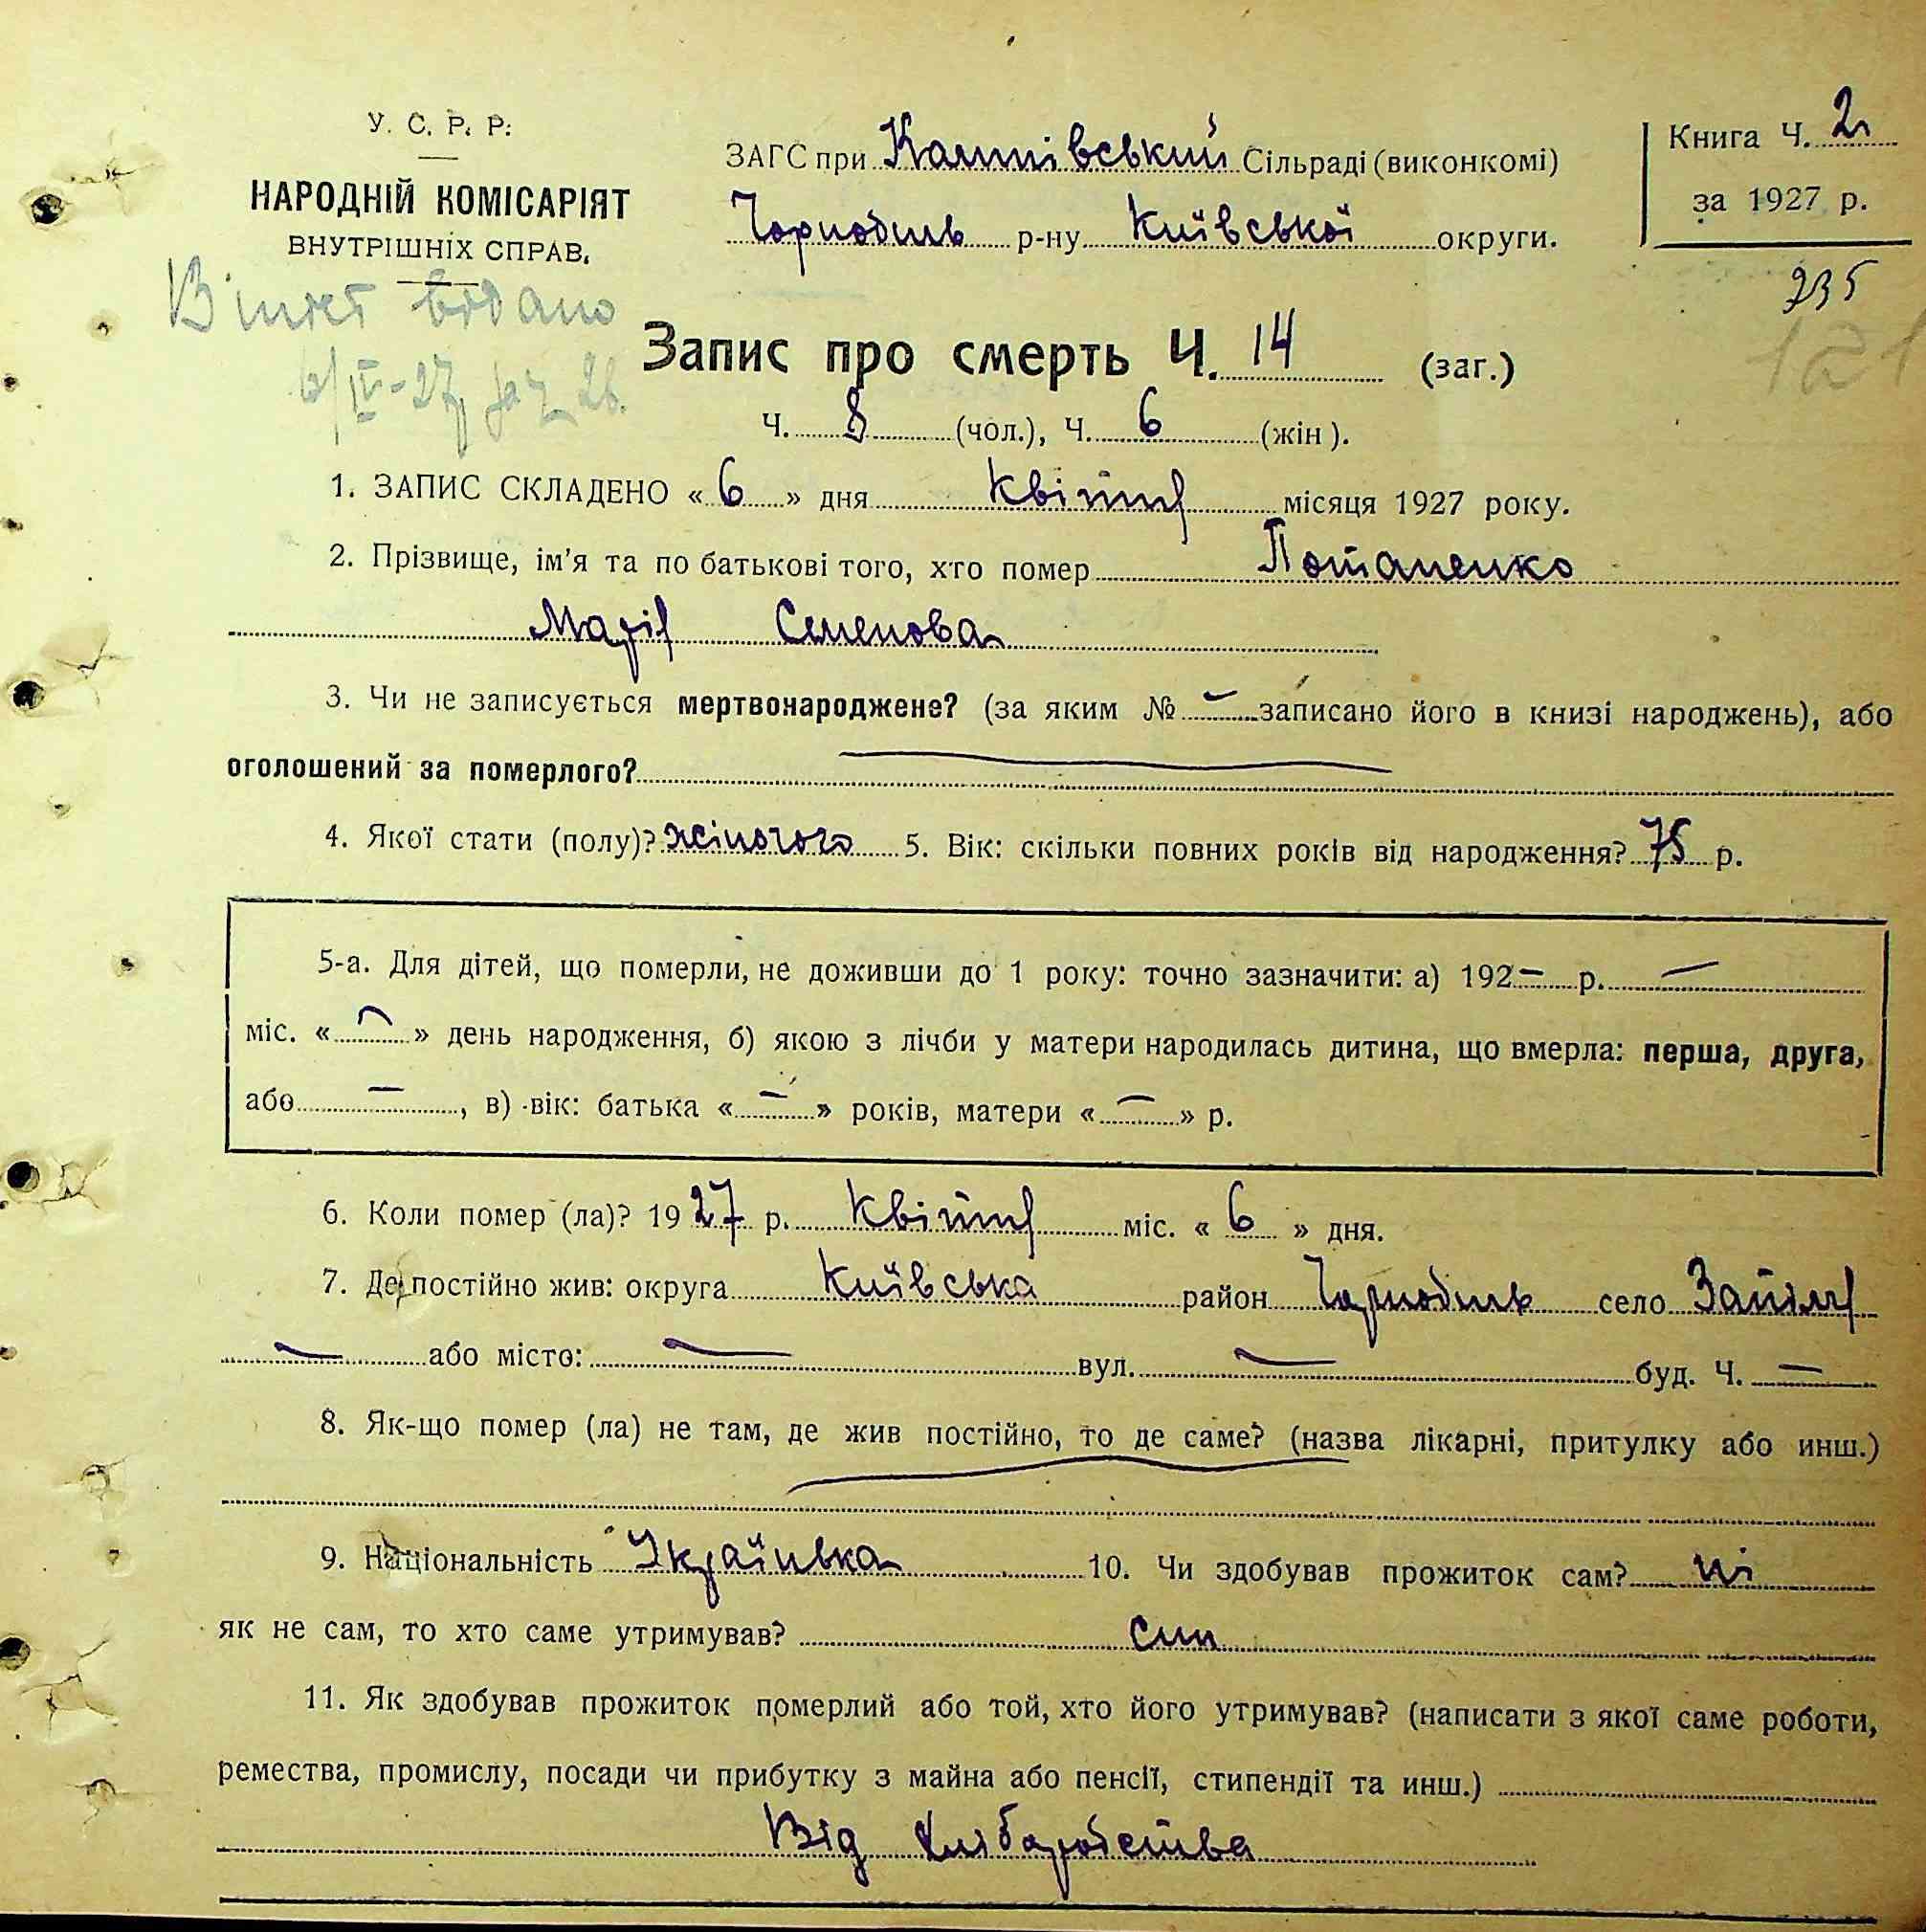 У. С. Р. Р.
НАРОДНІЙ КОМІСАРІЯТ
ВНУТРІШНІХ СПРАВ.
ЗАГС при Сільраді (виконкомі)
Чорнобиль р-ну Київської округи.
Книга Ч. 2
за 1927 р.
235
121
видано
6/IV-27 26.
Запис про смерть Ч. 14 (заг.)
Ч. 8 (чол.), Ч. 6 (жін).
1. ЗАПИС СКЛАДЕНО « 6 » дня Квітня місяця 1927 року.
2. Прізвище, ім'я та по батькові того, хто помер Потапенко
Марія Семенова
3. Чи не записується мертвонароджене? (за яким № — записано його в книзі народжень), або
оголошений за померлого? —
4. Якої стати (полу)? жіночого 5. Вік: скільки повних років від народження? 75 р.
5-а. Для дітей, що померли, не доживши до 1 року: точно зазначити: а) 192 — р. —
міс. « — » день народження, б) якою з лічби у матери народилась дитина, що вмерла: перша, друга,
або —, в) вік: батька « — » років, матери « — » р.
6. Коли помер (ла)? 1927 р. Квітня міс. « 6 » дня.
7. Де постійно жив: округа Київська район Чорнобиль село Запілля
— або місто: — вул. — буд. Ч. —
8. Як-що помер (ла) не там, де жив постійно, то де саме? (назва лікарні, притулку або инш.)
9. Національність Українка 10. Чи здобував прожиток сам? ні
як не сам, то хто саме утримував? Син
11. Як здобував прожиток померлий або той, хто його утримував? (написати з якої саме роботи,
ремества, промислу, посади чи прибутку з майна або пенсії, стипендії та инш.)
Від хліборобства